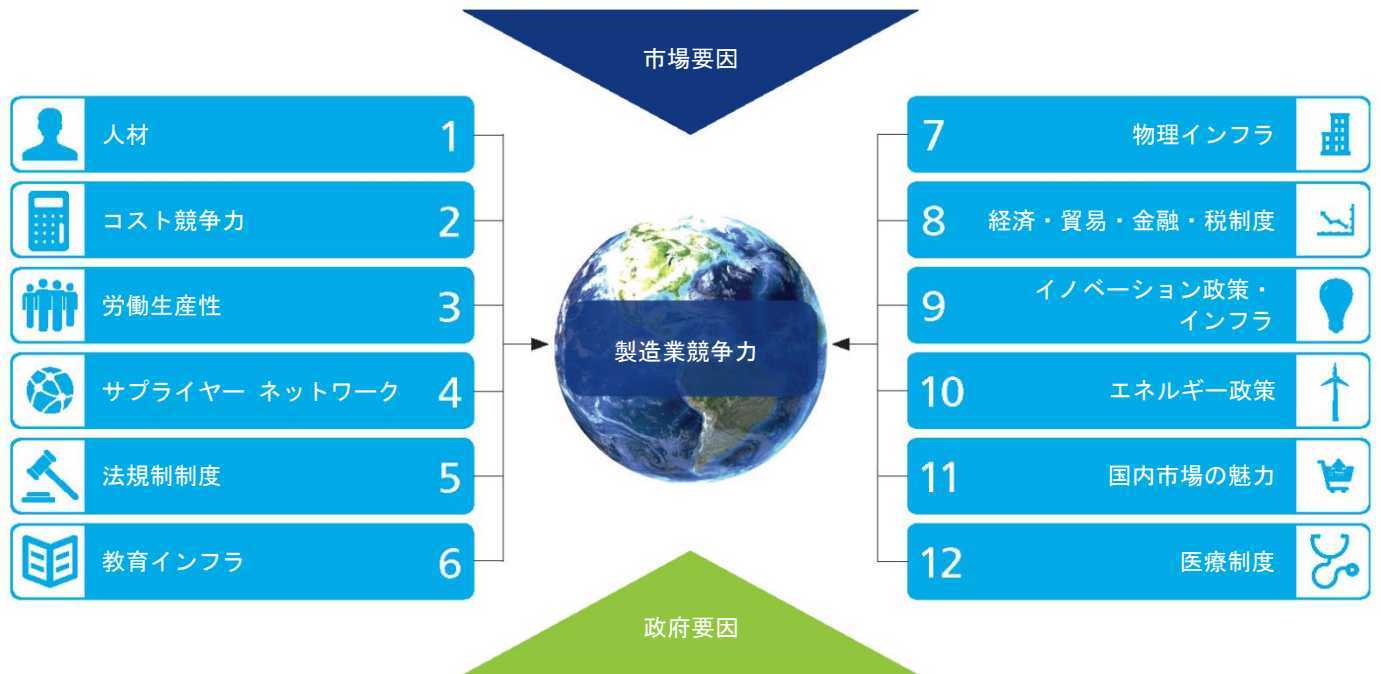 市場要因
人材 1
コスト競争力 2
労働生産性 3
サプライヤー ネットワーク 4
法規制制度 5
教育インフラ 6
製造業競争力
7 物理インフラ
8 経済・貿易・金融・税制度
9 イノベーション政策・
インフラ
10 エネルギー政策
11 国内市場の魅力
12 医療制度
政府要因